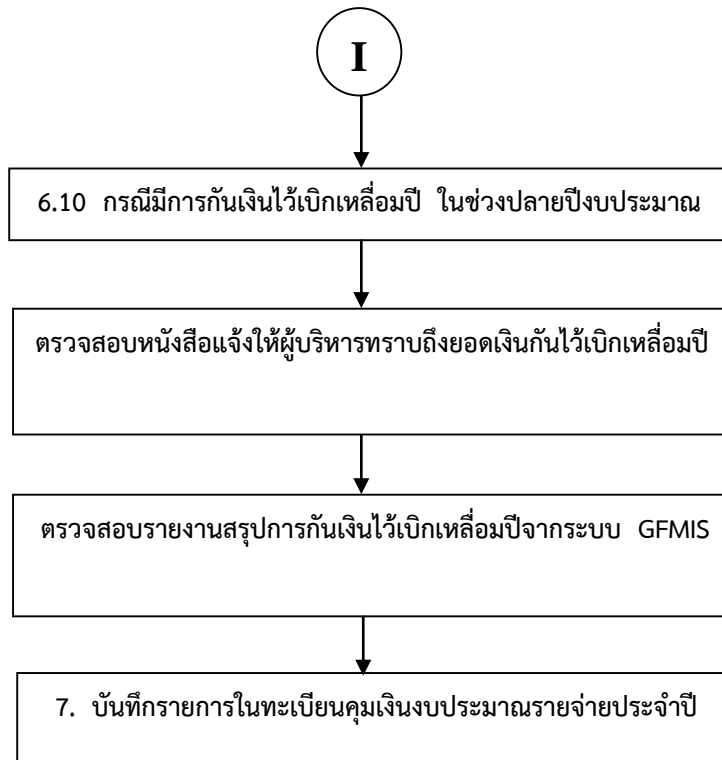 I
6.10 กรณีมีการกันเงินไว้เบิกเหลื่อมปี ในช่วงปลายปีงบประมาณ
ตรวจสอบหนังสือแจ้งให้ผู้บริหารทราบถึงยอดเงินกันไว้เบิกเหลื่อมปี
ตรวจสอบรายงานสรุปการกันเงินไว้เบิกเหลื่อมปีจากระบบ GFMIS
7. บันทึกรายการในทะเบียนคุมเงินงบประมาณรายจ่ายประจำปี